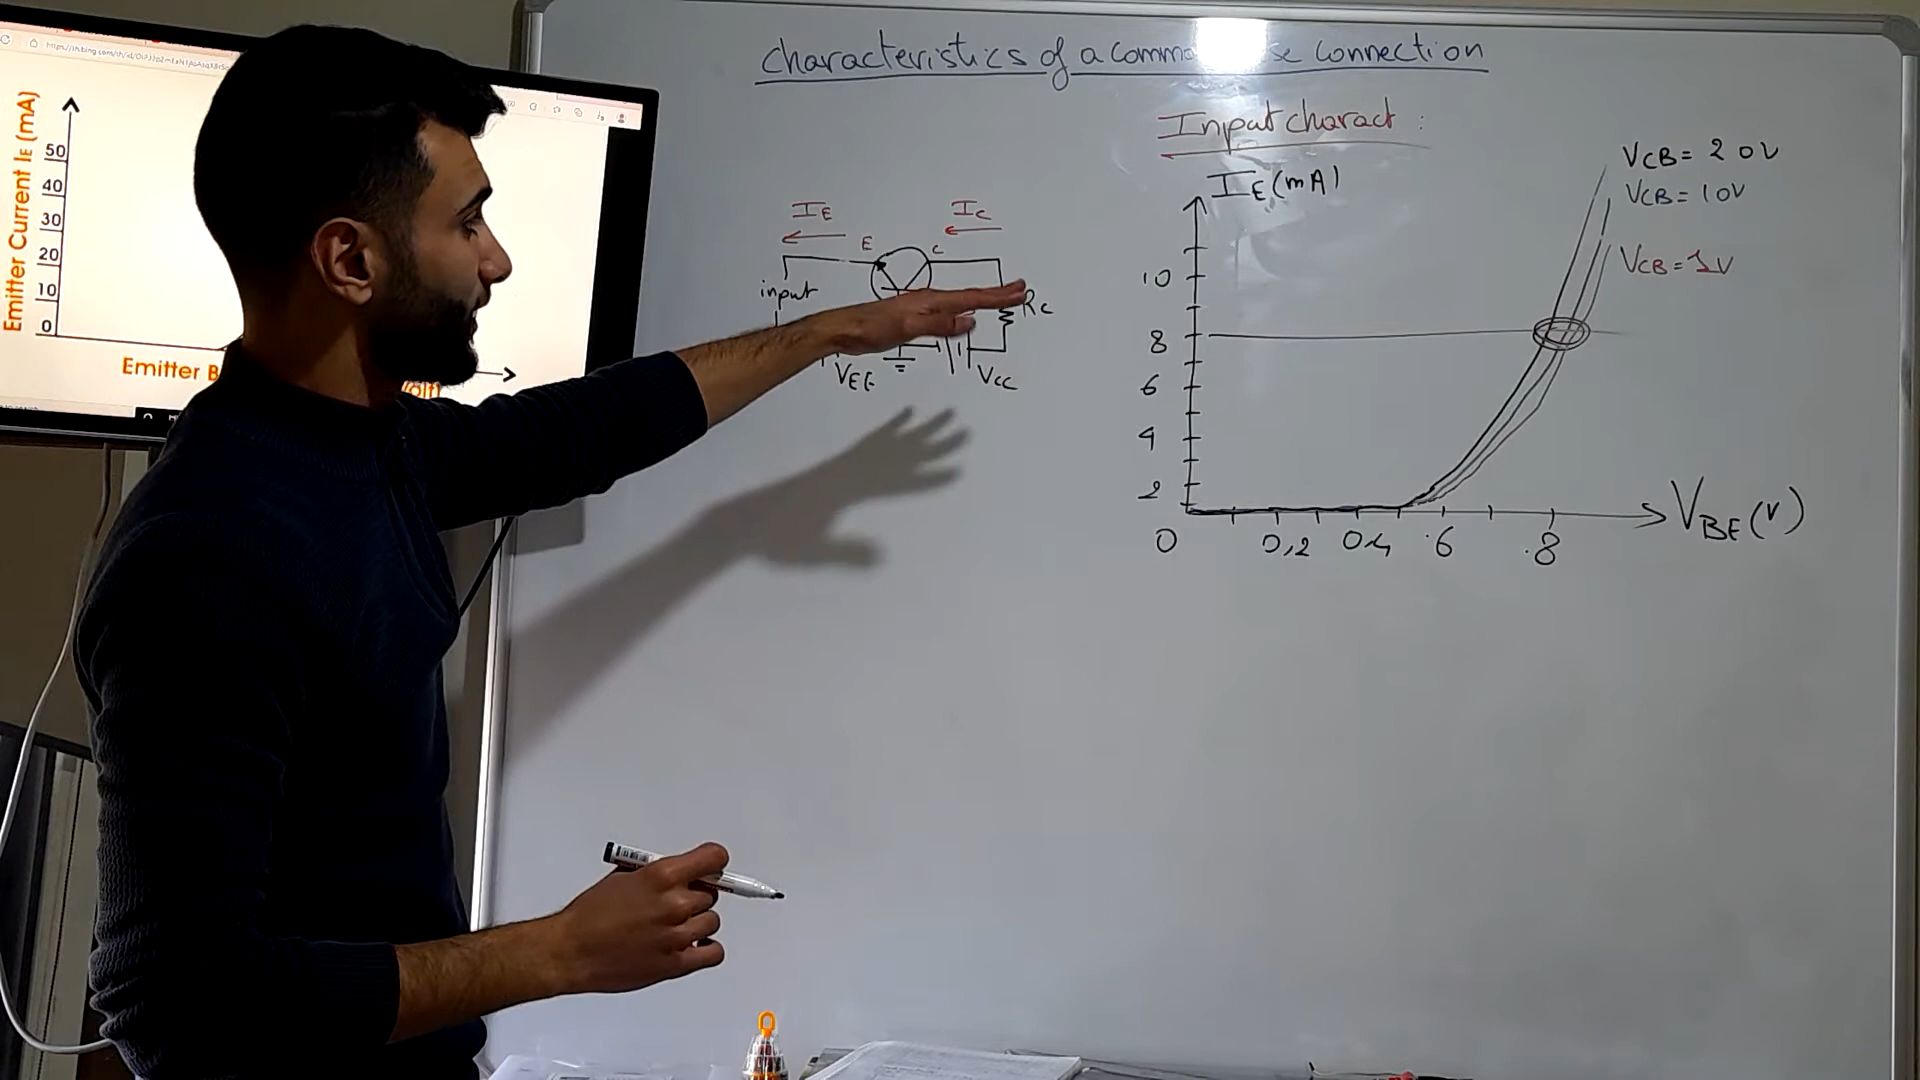 characteristics of a comm se connection
Input charact :
IE (mA)
VCB = 20V
VCB = 10V
VCB = 1V
10
8
6
4
2
0
0,2 0.4 .6 .8
VBE (V)
IE
IC
E
C
input
RC
VEE
VCC
Emitter Current IE (mA)
50
40
30
20
10
0
Emitter B